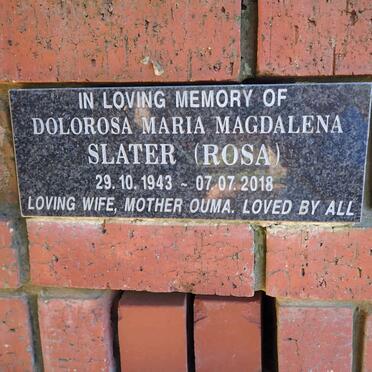 IN LOVING MEMORY OF
DOLOROSA MARIA MAGDALENA
SLATER (ROSA)
29.10.1943 ~ 07.07.2018
LOVING WIFE, MOTHER OUMA. LOVED BY ALL